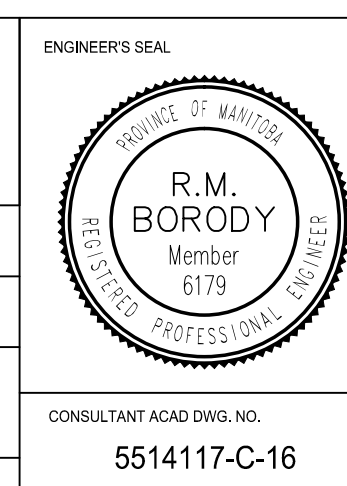 ENGINEER'S SEAL
PROVINCE OF MANITOBA
R.M.
BORODY
Member
6179
REGISTERED PROFESSIONAL ENGINEER
CONSULTANT ACAD DWG. NO.
5514117-C-16